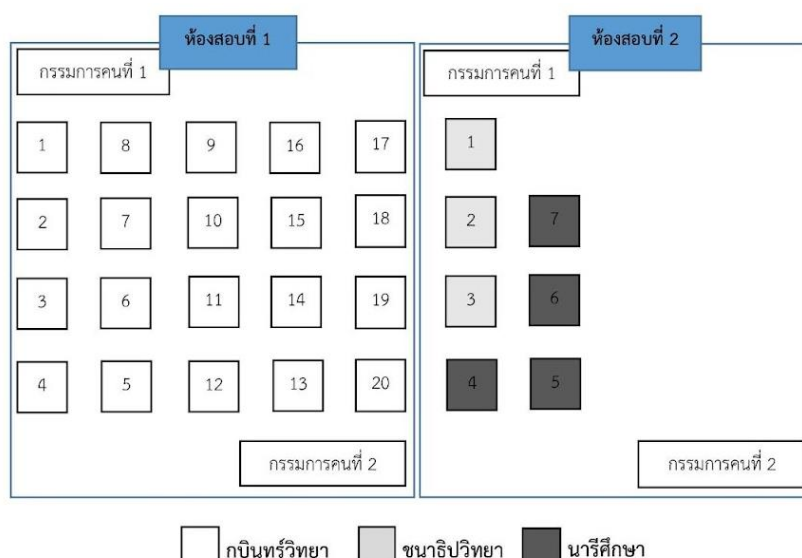 ห้องสอบที่ 1
กรรมการคนที่ 1
1 8 9 16 17
2 7 10 15 18
3 6 11 14 19
4 5 12 13 20
กรรมการคนที่ 2
ห้องสอบที่ 2
กรรมการคนที่ 1
1
2 7
3 6
4 5
กรรมการคนที่ 2
กบินทร์วิทยา ชนาธิปวิทยา นารีศึกษา